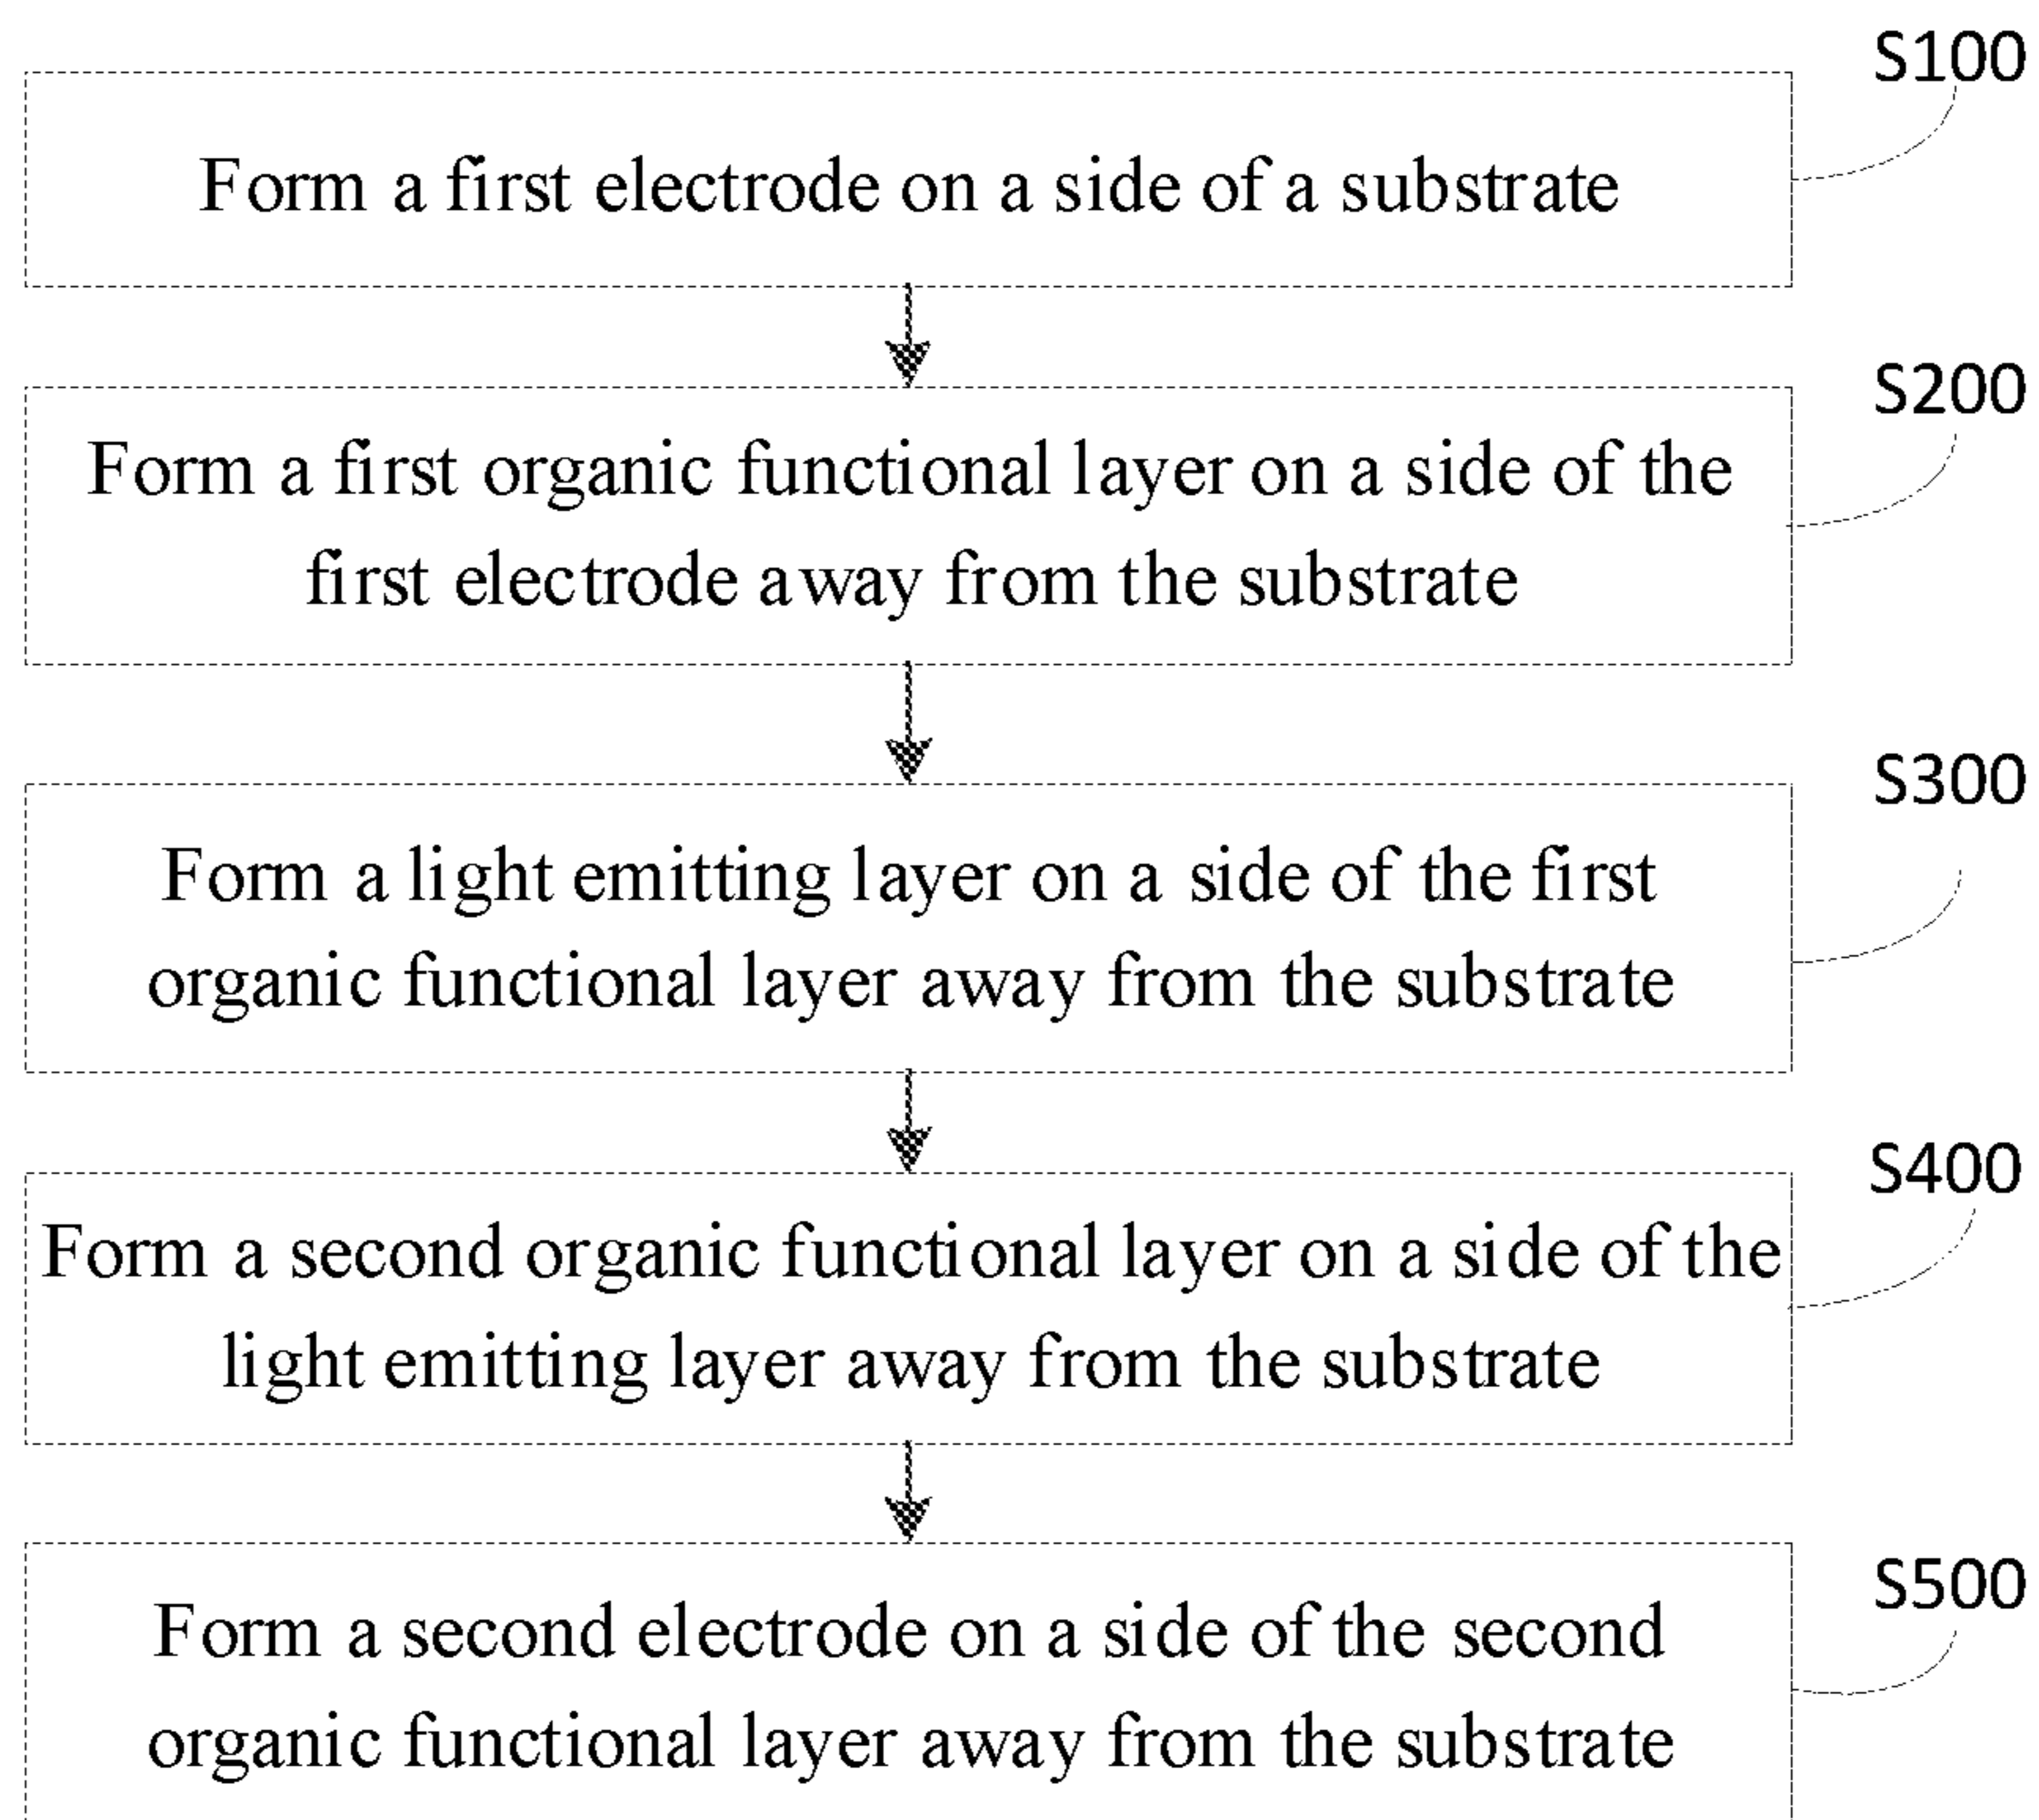 S100
Form a first electrode on a side of a substrate
S200
Form a first organic functional layer on a side of the
first electrode away from the substrate
S300
Form a light emitting layer on a side of the first
organic functional layer away from the substrate
S400
Form a second organic functional layer on a side of the
light emitting layer away from the substrate
S500
Form a second electrode on a side of the second
organic functional layer away from the substrate